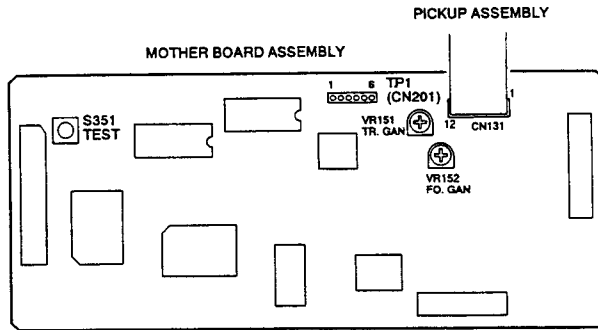 PICKUP ASSEMBLY
MOTHER BOARD ASSEMBLY
1 6 TP1
(CN201)
S351
TEST
VR151
TR. GAN
12 CN131 1
VR152
FO. GAN